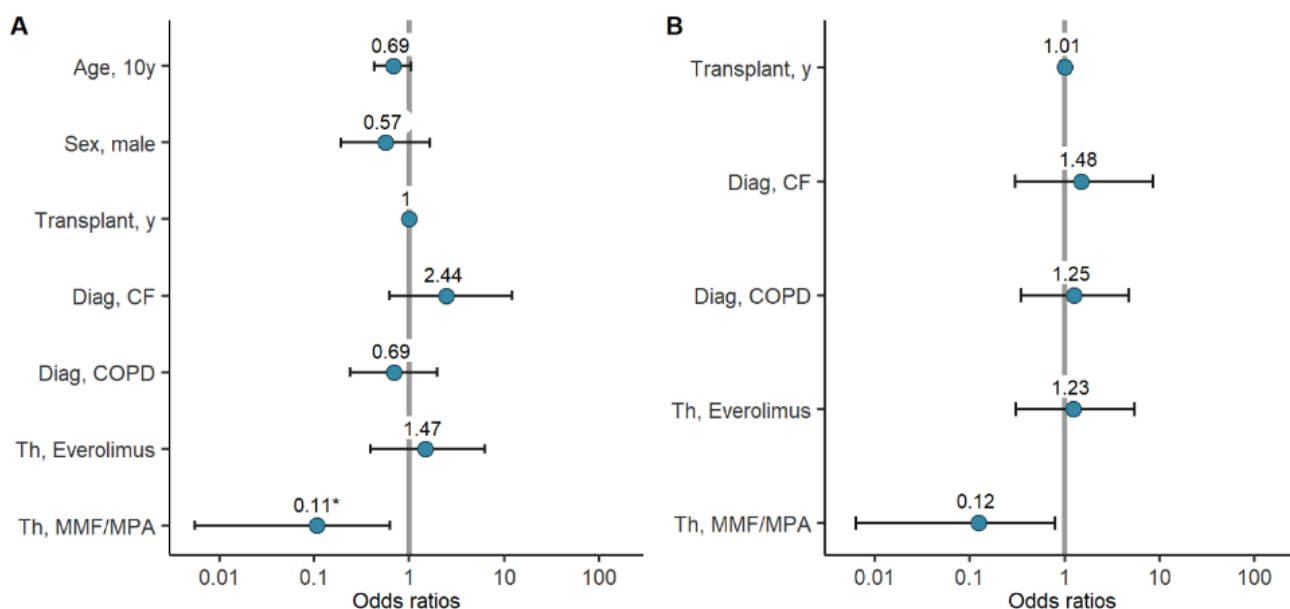 A
0.69
Age, 10y
0.57
Sex, male
1
Transplant, y
2.44
Diag, CF
0.69
Diag, COPD
1.47
Th, Everolimus
0.11*
Th, MMF/MPA
0.01 0.1 1 10 100
Odds ratios
B
1.01
Transplant, y
1.48
Diag, CF
1.25
Diag, COPD
1.23
Th, Everolimus
0.12
Th, MMF/MPA
0.01 0.1 1 10 100
Odds ratios